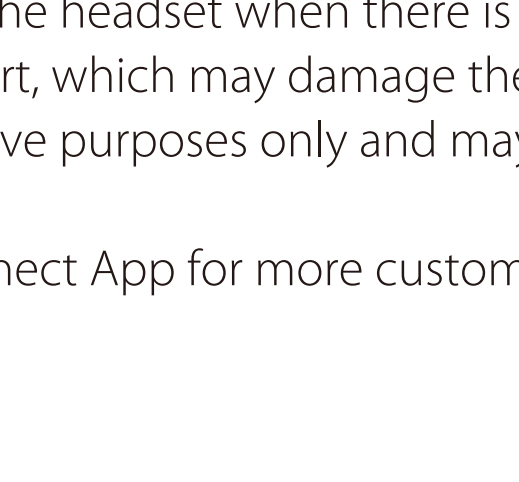 he headset when there is
rt, which may damage the
ve purposes only and may
nect App for more custom